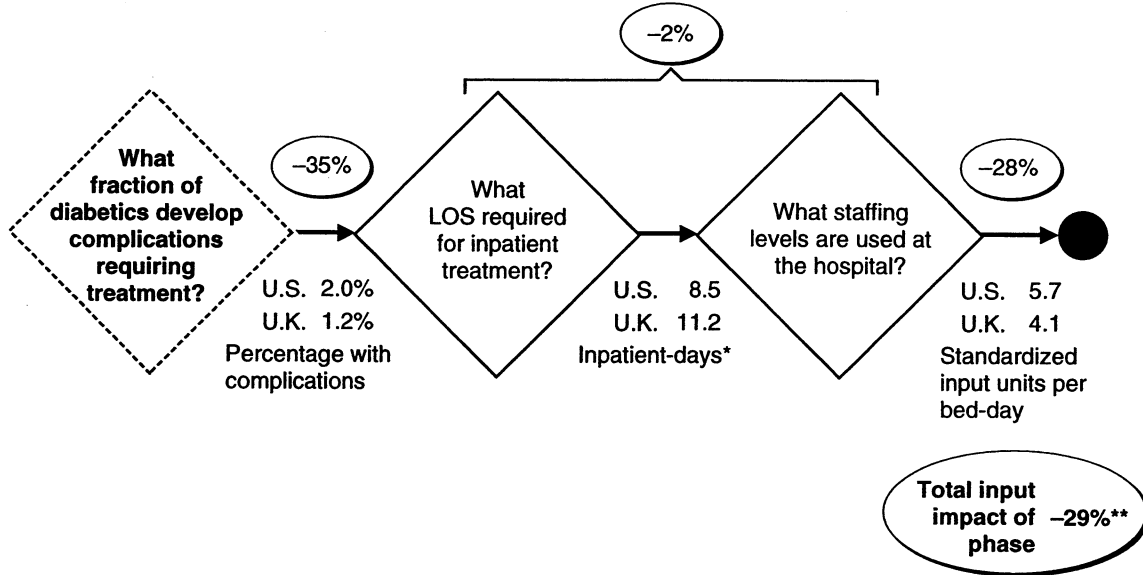 –2%
What
fraction of
diabetics develop
complications
requiring
treatment?
–35%
U.S. 2.0%
U.K. 1.2%
Percentage with
complications
What
LOS required
for inpatient
treatment?
U.S. 8.5
U.K. 11.2
Inpatient-days*
What staffing
levels are used at
the hospital?
–28%
U.S. 5.7
U.K. 4.1
Standardized
input units per
bed-day
Total input
impact of –29%**
phase